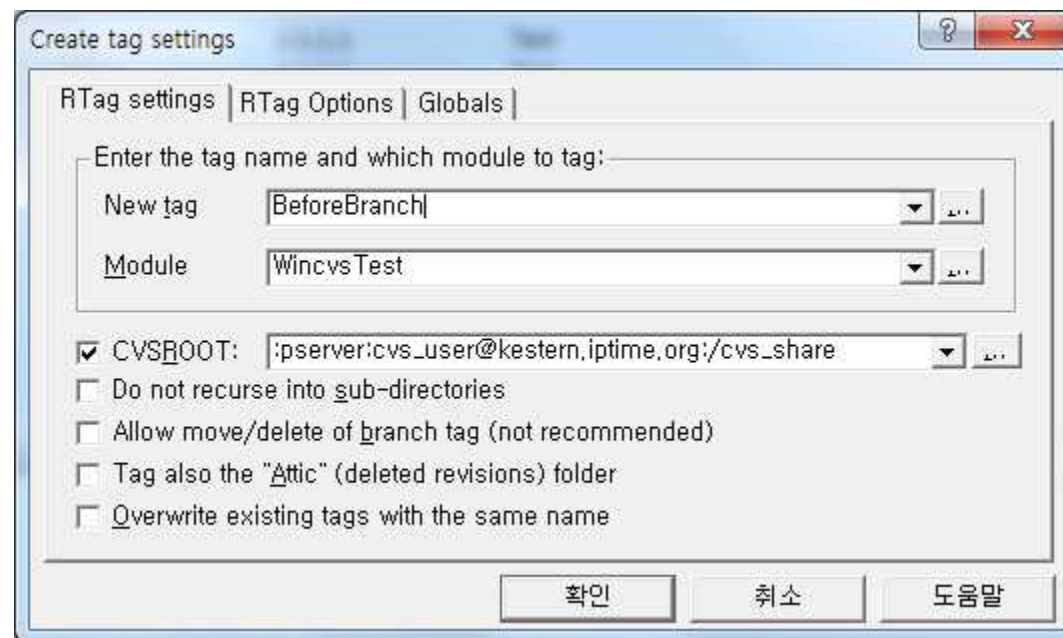 Create tag settings
RTag settings RTag Options Globals
Enter the tag name and which module to tag:
New tag BeforeBranch ...
Module WincvsTest ...
CVSROOT: :pserver:cvs_user@kestern.iptime.org:/cvs_share ...
Do not recurse into sub-directories
Allow move/delete of branch tag (not recommended)
Tag also the "Attic" (deleted revisions) folder
Overwrite existing tags with the same name
확인 취소 도움말